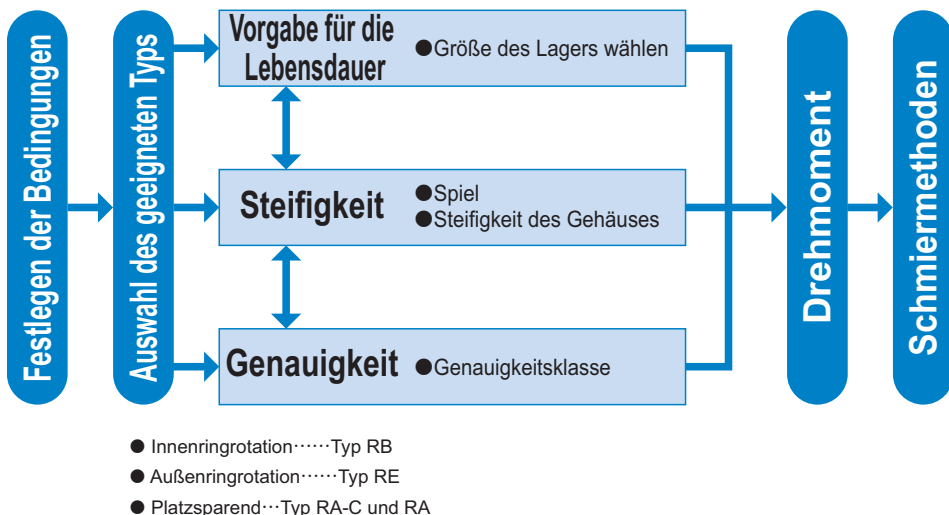 Festlegen der Bedingungen
Auswahl des geeigneten Typs
Vorgabe für die
Lebensdauer
●Größe des Lagers wählen
Steifigkeit
●Spiel
●Steifigkeit des Gehäuses
Genauigkeit
●Genauigkeitsklasse
Drehmoment
Schmiermethoden
● Innenringrotation⋯⋯Typ RB
● Außenringrotation⋯⋯Typ RE
● Platzsparend⋯Typ RA-C und RA